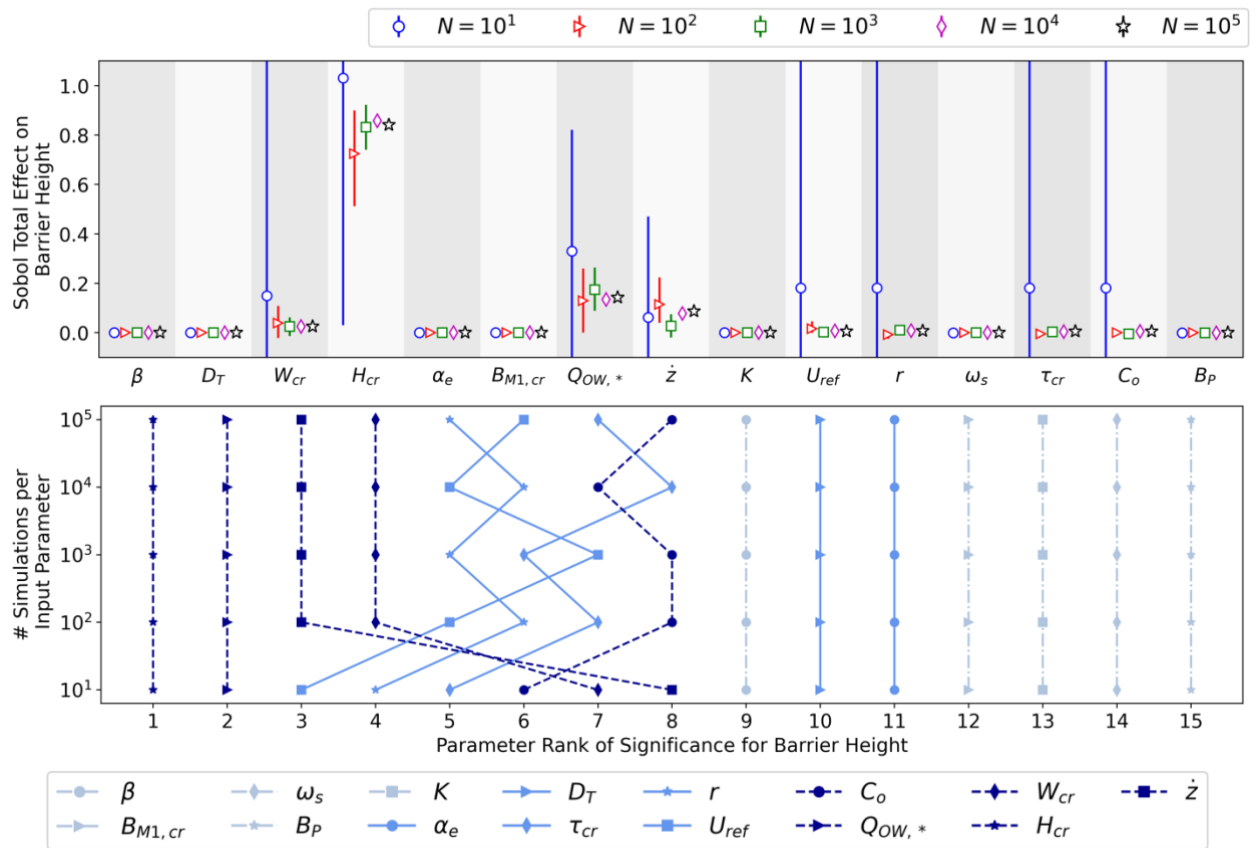 N = 10¹ N = 10² N = 10³ N = 10⁴ N = 10⁵
Sobol Total Effect on
Barrier Height
1.0
0.8
0.6
0.4
0.2
0.0
β D_T W_cr H_cr α_e B_M1,cr Q_OW,* ż K U_ref r ω_s τ_cr C_o B_P
# Simulations per
Input Parameter
10⁵
10⁴
10³
10²
10¹
1 2 3 4 5 6 7 8 9 10 11 12 13 14 15
Parameter Rank of Significance for Barrier Height
β ω_s K D_T r C_o W_cr ż
B_M1,cr B_P α_e τ_cr U_ref Q_OW,* H_cr